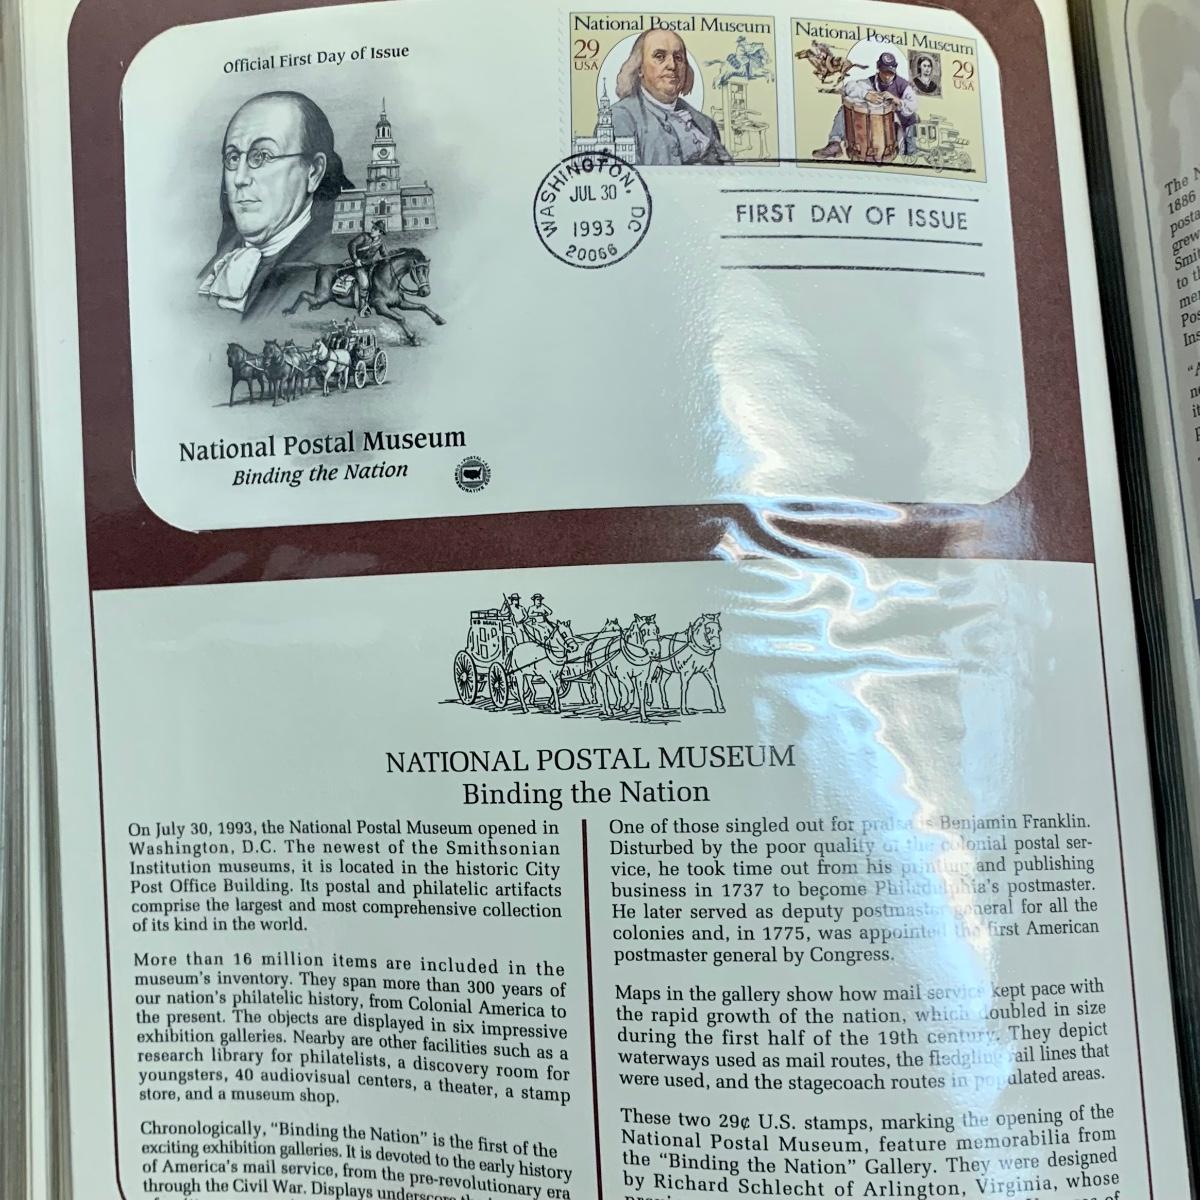 Official First Day of Issue
National Postal Museum
29
USA
National Postal Museum
29
USA
WASHINGTON, DC
JUL 30
1993
20066
FIRST DAY OF ISSUE
National Postal Museum
Binding the Nation
US MAIL
NATIONAL POSTAL MUSEUM
Binding the Nation
On July 30, 1993, the National Postal Museum opened in
Washington, D.C. The newest of the Smithsonian
Institution museums, it is located in the historic City
Post Office Building. Its postal and philatelic artifacts
comprise the largest and most comprehensive collection
of its kind in the world.
More than 16 million items are included in the
museum's inventory. They span more than 300 years of
our nation's philatelic history, from Colonial America to
the present. The objects are displayed in six impressive
exhibition galleries. Nearby are other facilities such as a
research library for philatelists, a discovery room for
youngsters, 40 audiovisual centers, a theater, a stamp
store, and a museum shop.
Chronologically, "Binding the Nation" is the first of the
exciting exhibition galleries. It is devoted to the early history
of America's mail service, from the pre-revolutionary era
through the Civil War. Displays underscore
One of those singled out for praise is Benjamin Franklin.
Disturbed by the poor quality of the colonial postal ser-
vice, he took time out from his printing and publishing
business in 1737 to become Philadelphia's postmaster.
He later served as deputy postmaster general for all the
colonies and, in 1775, was appointed the first American
postmaster general by Congress.
Maps in the gallery show how mail service kept pace with
the rapid growth of the nation, which doubled in size
during the first half of the 19th century. They depict
waterways used as mail routes, the fledgling rail lines that
were used, and the stagecoach routes in populated areas.
These two 29¢ U.S. stamps, marking the opening of the
National Postal Museum, feature memorabilia from
the "Binding the Nation" Gallery. They were designed
by Richard Schlecht of Arlington, Virginia, whose
of
The
1886
posta
grew
Smi
to t
me
Pos
Ins
"A
n
it